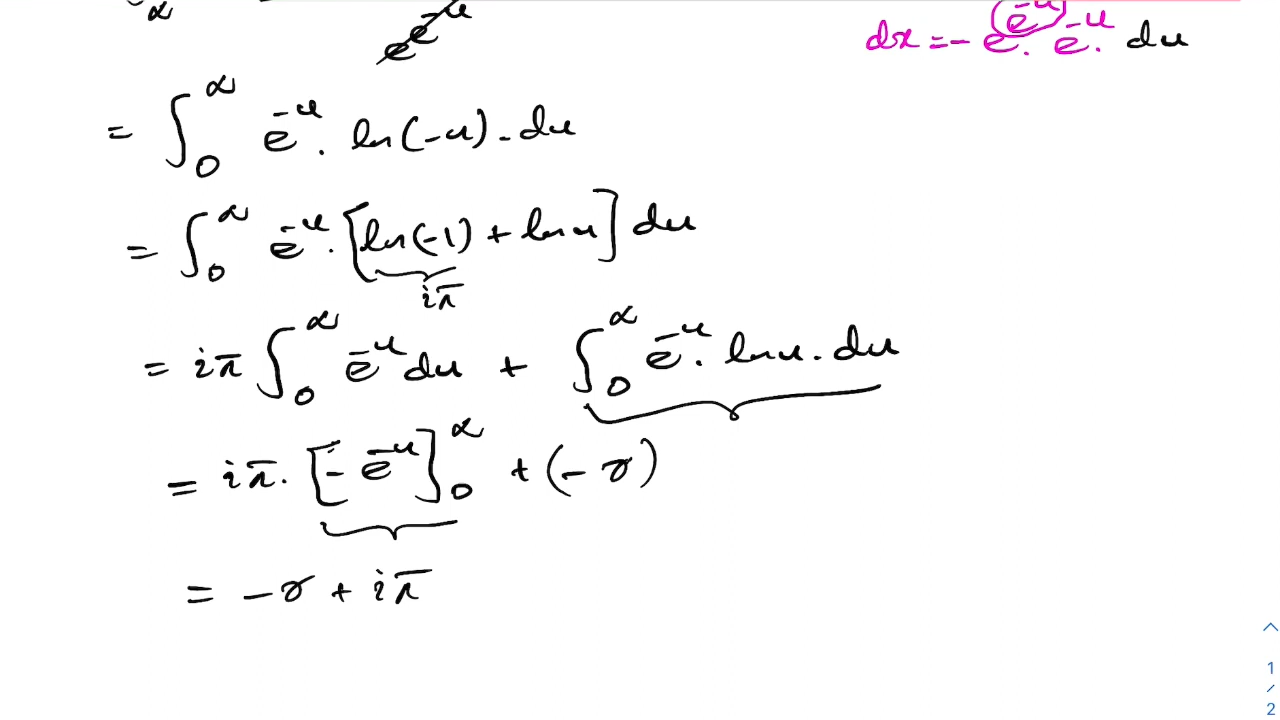 α
e^{e^{-u}}
dx = - e^{e^{-u}}. e^{-u}. du
= ∫_0^α e^{-u}. ln(-u). du
= ∫_0^α e^{-u}. [ln(-1) + ln u] du
iπ
= iπ ∫_0^α e^{-u} du + ∫_0^α e^{-u}. ln u. du
= iπ. [- e^{-u}]_0^α + (- γ)
= - γ + iπ
1
/
2